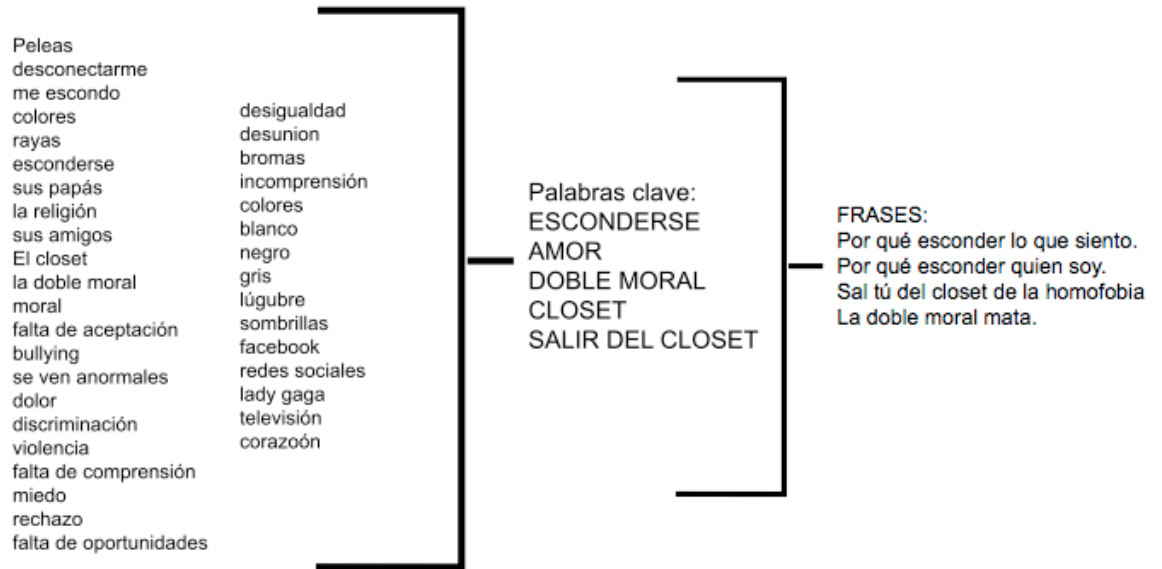 Peleas
desconectarme
me escondo
colores
rayas
esconderse
sus papás
la religión
sus amigos
El closet
la doble moral
moral
falta de aceptación
bullying
se ven anormales
dolor
discriminación
violencia
falta de comprensión
miedo
rechazo
falta de oportunidades
desigualdad
desunion
bromas
incomprensión
colores
blanco
negro
gris
lúgubre
sombrillas
facebook
redes sociales
lady gaga
televisión
corazoón
Palabras clave:
ESCONDERSE
AMOR
DOBLE MORAL
CLOSET
SALIR DEL CLOSET
FRASES:
Por qué esconder lo que siento.
Por qué esconder quien soy.
Sal tú del closet de la homofobia
La doble moral mata.